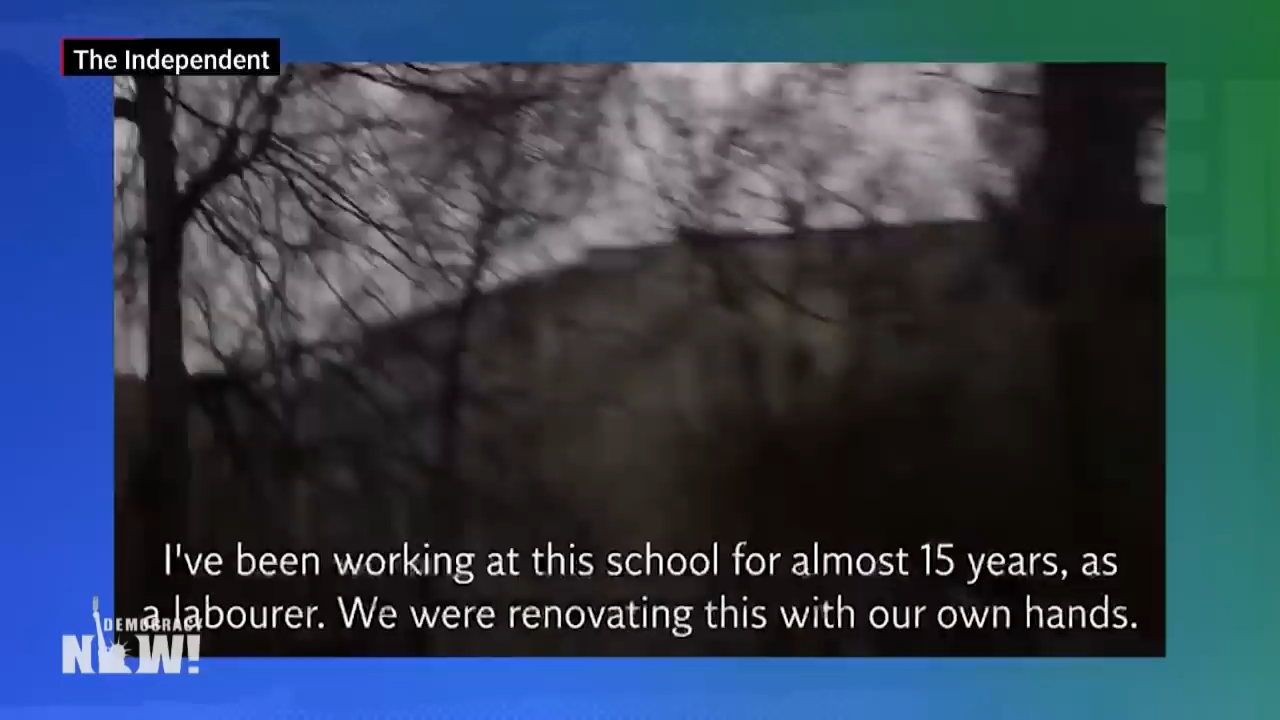 The Independent
I've been working at this school for almost 15 years, as
a labourer. We were renovating this with our own hands.
DEMOCRACY
NOW!